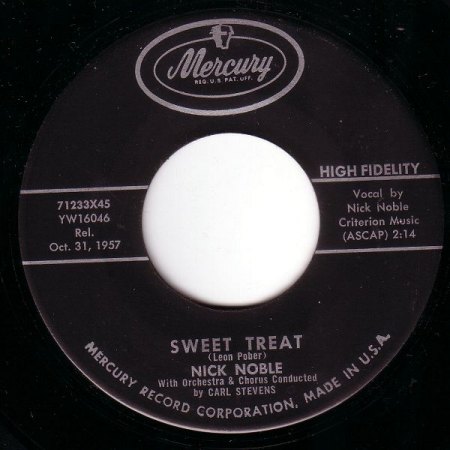 Mercury
REG. U.S. PAT. OFF.
HIGH FIDELITY
71233X45
YW16046
Rel.
Oct. 31, 1957
Vocal by
Nick Noble
Criterion Music
(ASCAP) 2:14
SWEET TREAT
(Leon Pober)
NICK NOBLE
With Orchestra & Chorus Conducted
by CARL STEVENS
MERCURY RECORD CORPORATION, MADE IN U.S.A.